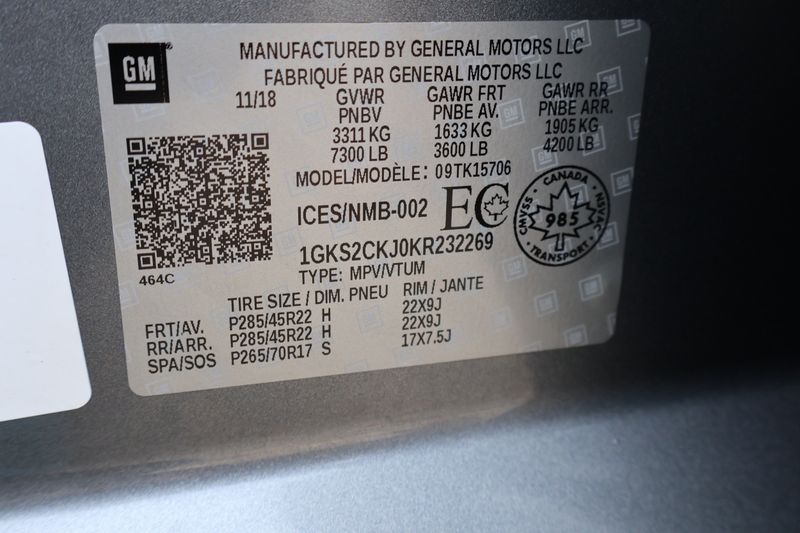 GM
MANUFACTURED BY GENERAL MOTORS LLC
FABRIQUÉ PAR GENERAL MOTORS LLC
11/18 GVWR GAWR FRT GAWR RR
PNBV PNBE AV. PNBE ARR.
3311 KG 1633 KG 1905 KG
7300 LB 3600 LB 4200 LB
MODEL/MODÈLE: 09TK15706
ICES/NMB-002 EC
CANADA
CMVSS 985 NSVAC
TRANSPORT
1GKS2CKJ0KR232269
464C
TYPE: MPV/VTUM
TIRE SIZE / DIM. PNEU RIM / JANTE
FRT/AV. P285/45R22 H 22X9J
RR/ARR. P285/45R22 H 22X9J
SPA/SOS P265/70R17 S 17X7.5J